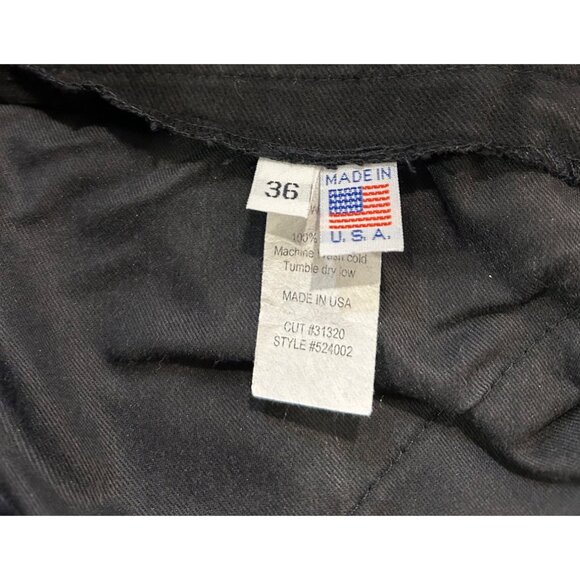 36
MADE IN
U.S.A.
100%
Machine wash cold
Tumble dry low
MADE IN USA
CUT #31320
STYLE #524002